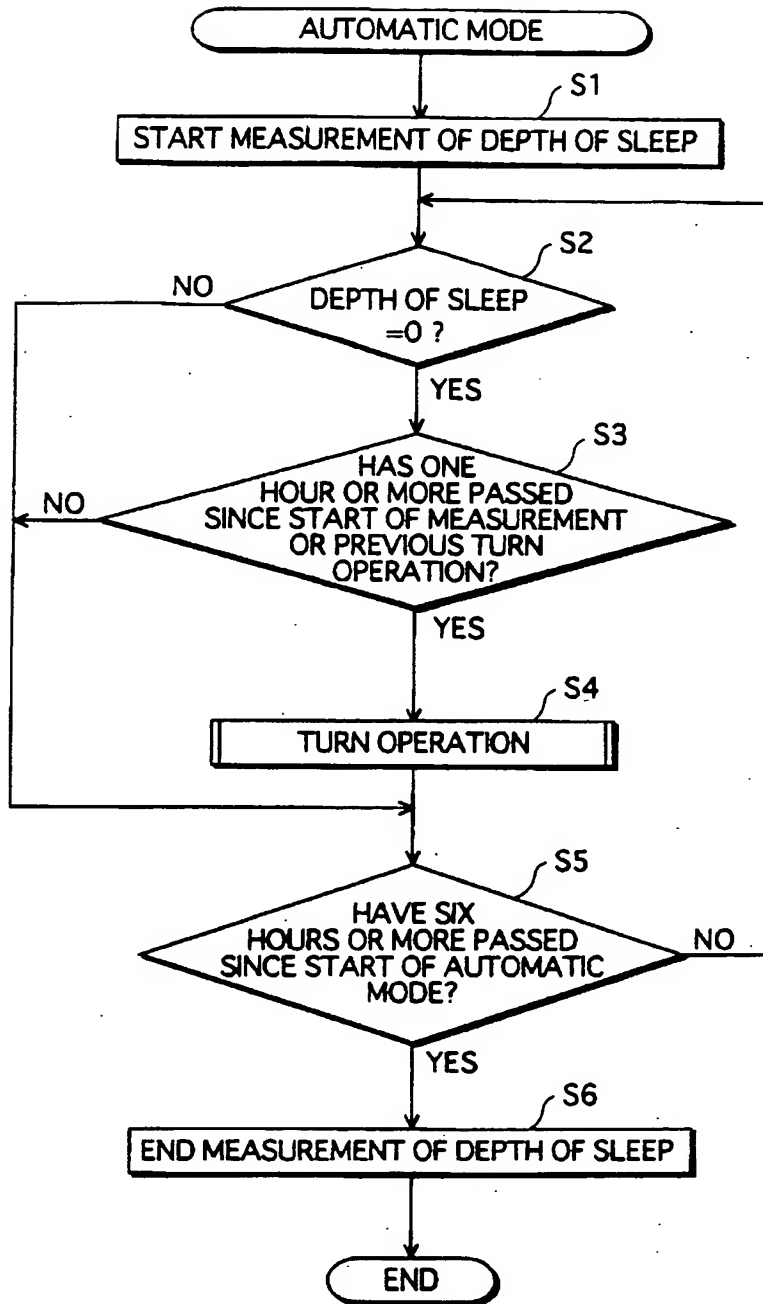 AUTOMATIC MODE
S1
START MEASUREMENT OF DEPTH OF SLEEP
S2
NO
DEPTH OF SLEEP
=0 ?
YES
S3
HAS ONE
NO
HOUR OR MORE PASSED
SINCE START OF MEASUREMENT
OR PREVIOUS TURN
OPERATION?
YES
S4
TURN OPERATION
S5
HAVE SIX
HOURS OR MORE PASSED
NO
SINCE START OF AUTOMATIC
MODE?
YES
S6
END MEASUREMENT OF DEPTH OF SLEEP
END